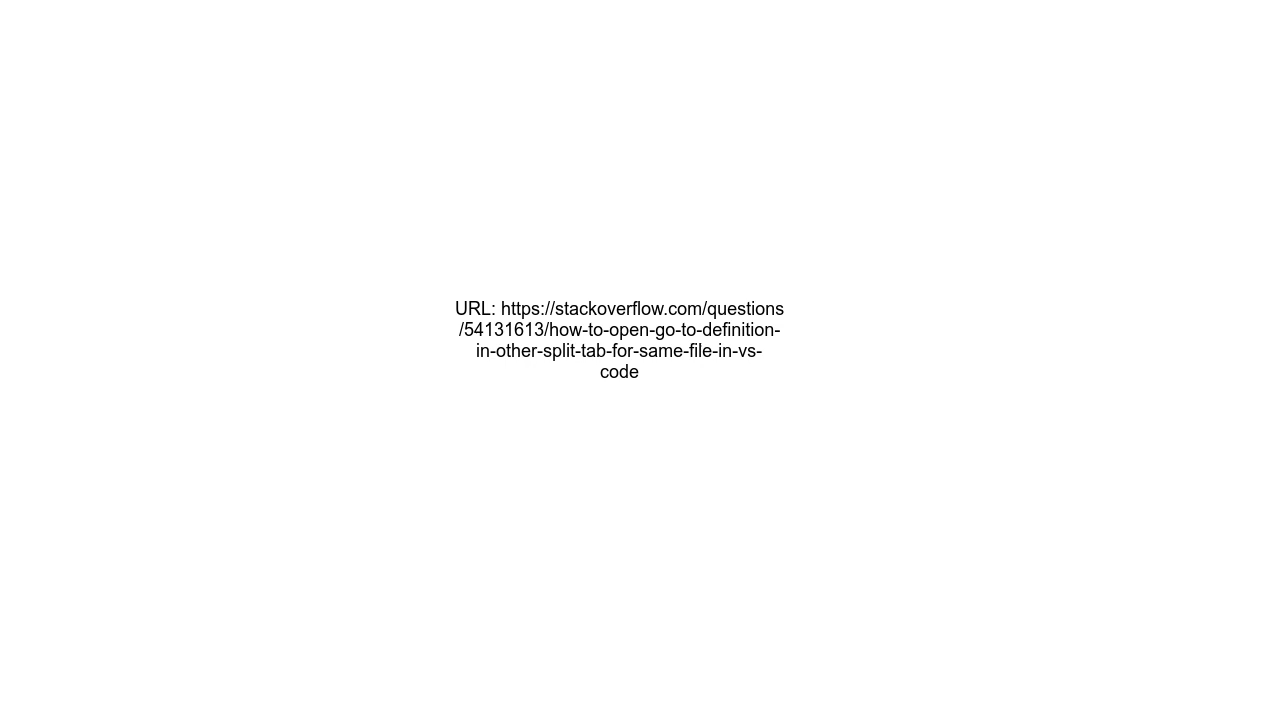 URL: https://stackoverflow.com/questions
/54131613/how-to-open-go-to-definition-
in-other-split-tab-for-same-file-in-vs-
code